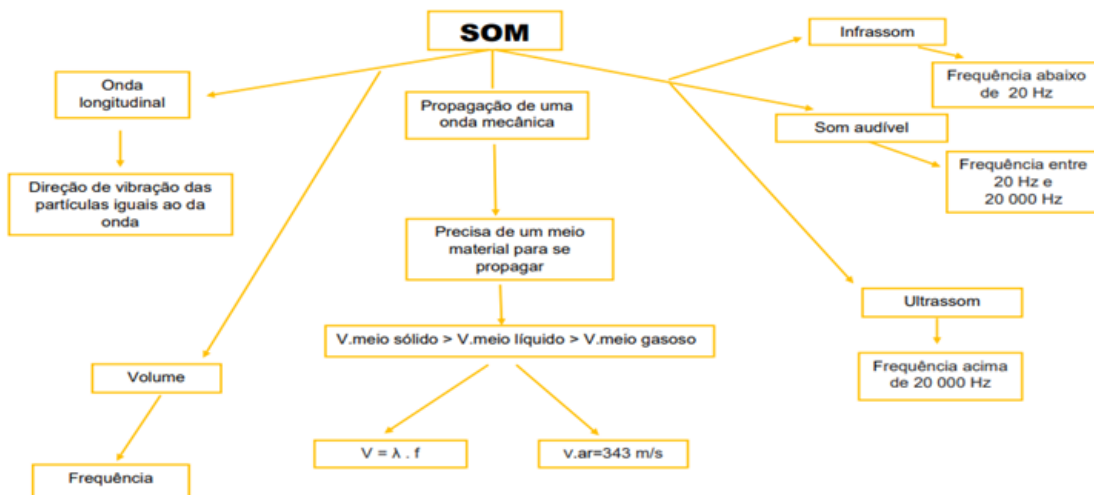 SOM
Onda
longitudinal
Direção de vibração das
partículas iguais ao da
onda
Volume
Frequência
Propagação de uma
onda mecânica
Precisa de um meio
material para se
propagar
V.meio sólido > V.meio líquido > V.meio gasoso
V = λ . f
v.ar=343 m/s
Infrassom
Frequência abaixo
de 20 Hz
Som audível
Frequência entre
20 Hz e
20 000 Hz
Ultrassom
Frequência acima
de 20 000 Hz